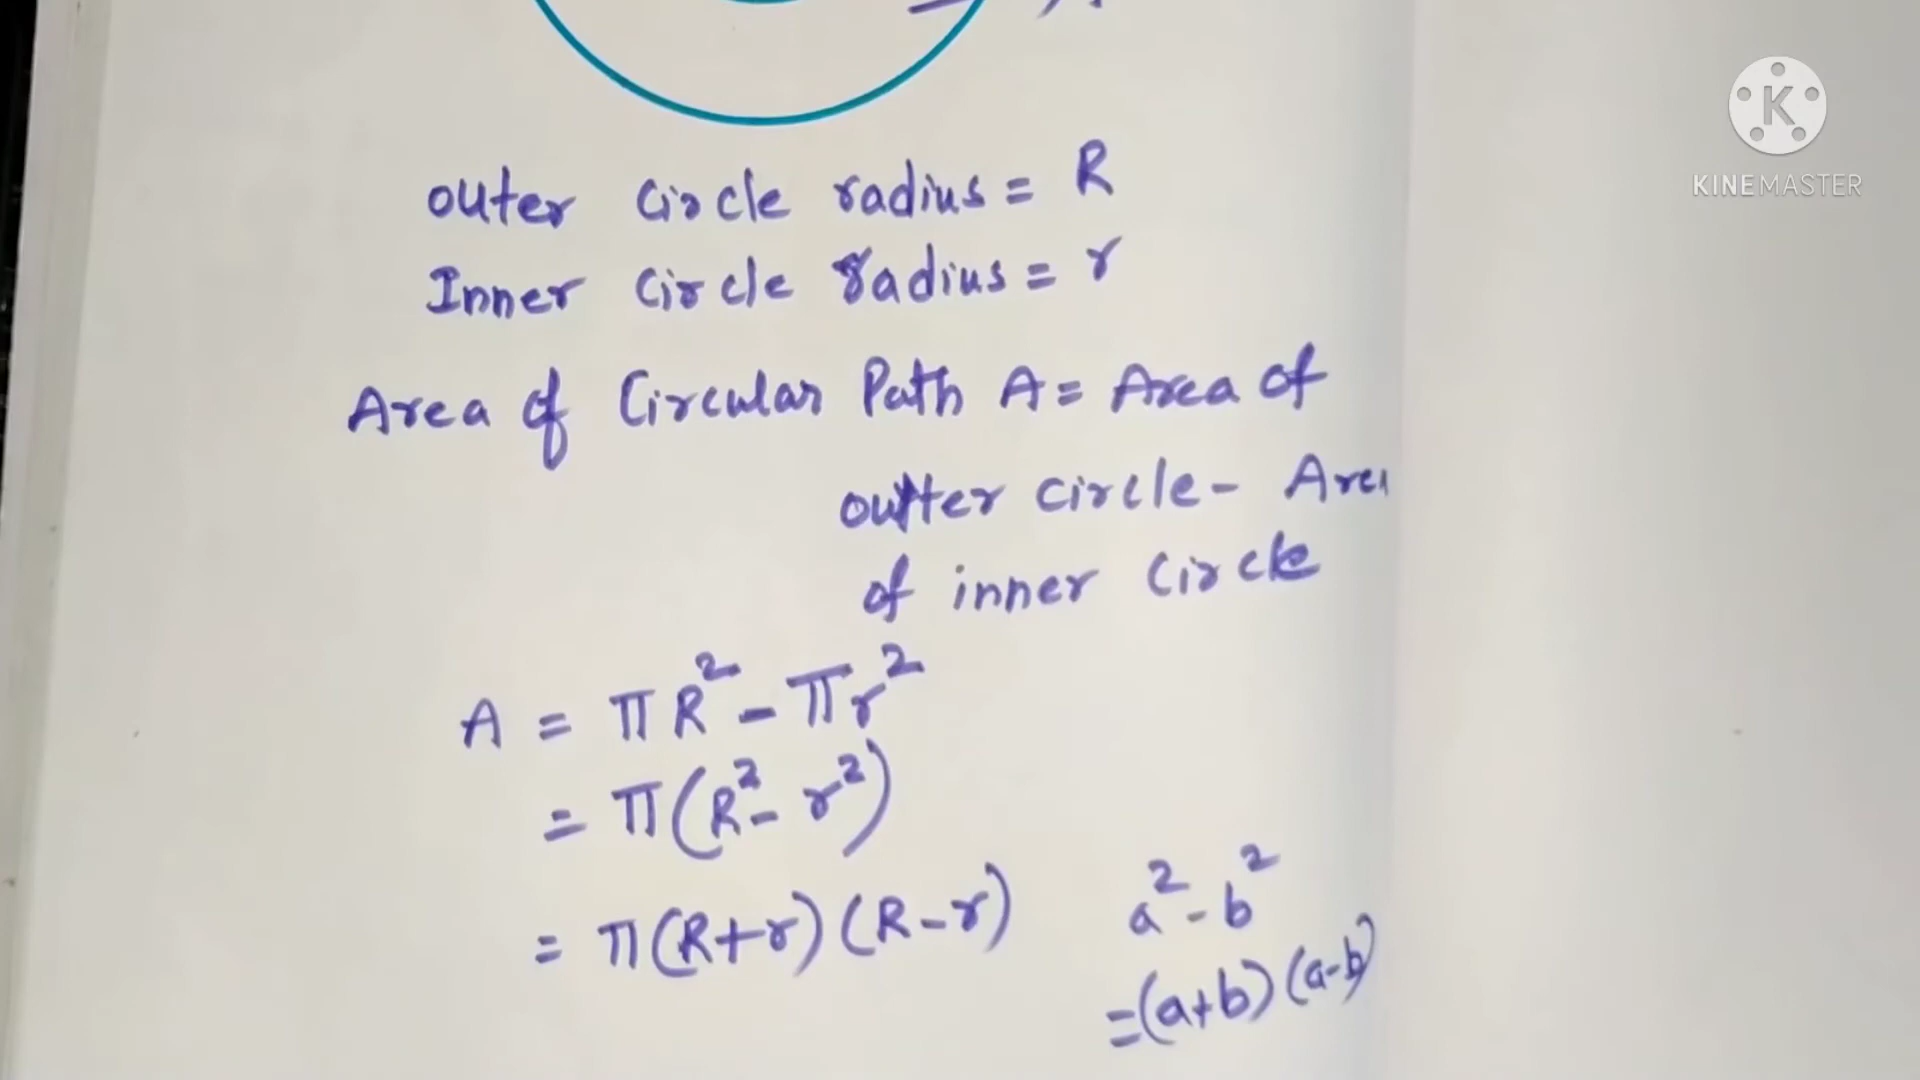 outer circle radius = R
Inner circle radius = r
Area of Circular Path A = Area of
outter circle - Area
of inner circle
A = πR² - πr²
= π(R² - r²)
= π(R+r)(R-r)
a² - b²
=(a+b)(a-b)
K
KINEMASTER